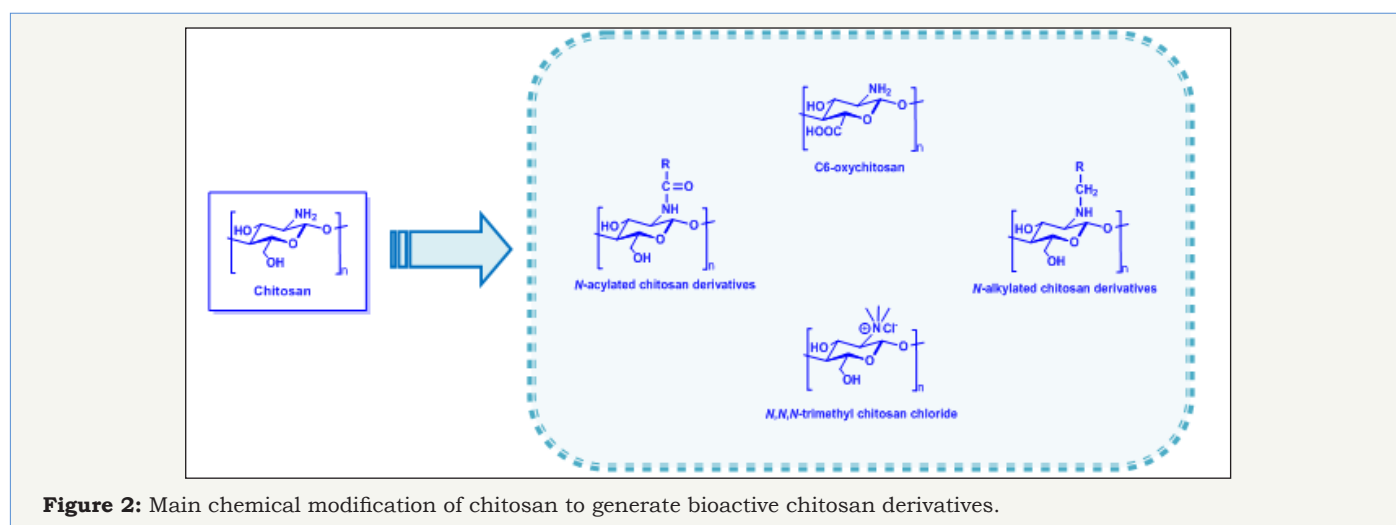 NH2
HO
O
O
HOOC
n
C6-oxychitosan
R
C=O
NH
HO
O
O
OH
n
N-acylated chitosan derivatives
R
CH2
NH
HO
O
O
OH
n
N-alkylated chitosan derivatives
NH2
HO
O
O
OH
n
Chitosan
⊕NCl-
HO
O
O
OH
n
N,N,N-trimethyl chitosan chloride
Figure 2: Main chemical modification of chitosan to generate bioactive chitosan derivatives.